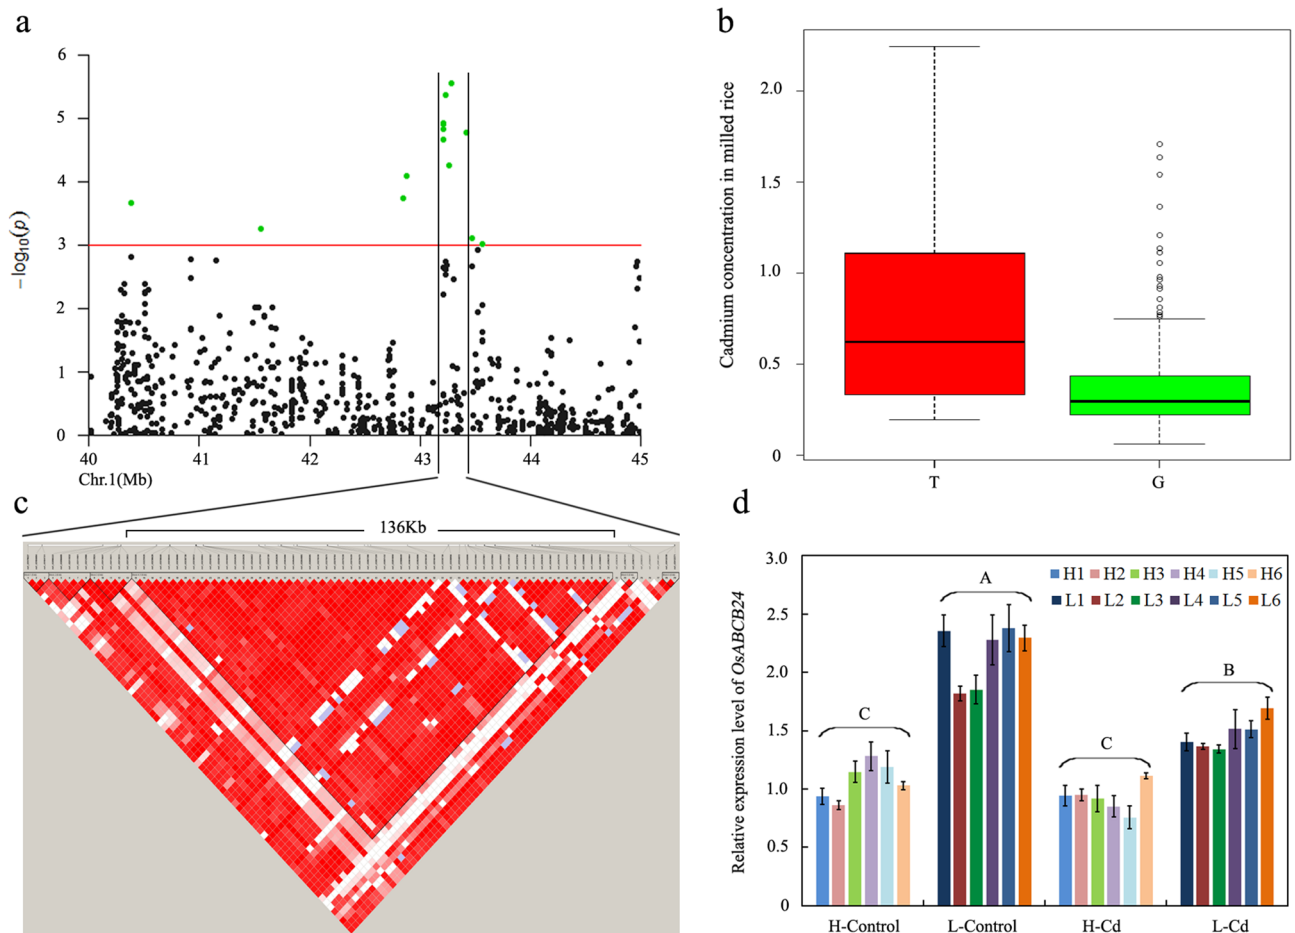 a
6
5
4
3
2
1
0
−log10(p)
40 41 42 43 44 45
Chr.1(Mb)
b
2.0
1.5
1.0
0.5
0
Cadmium concentration in milled rice
T G
c
136Kb
d
3.0
2.5
2.0
1.5
1.0
0.5
0
Relative expression level of OsABCB24
H1 H2 H3 H4 H5 H6
L1 L2 L3 L4 L5 L6
C A C B
H-Control L-Control H-Cd L-Cd